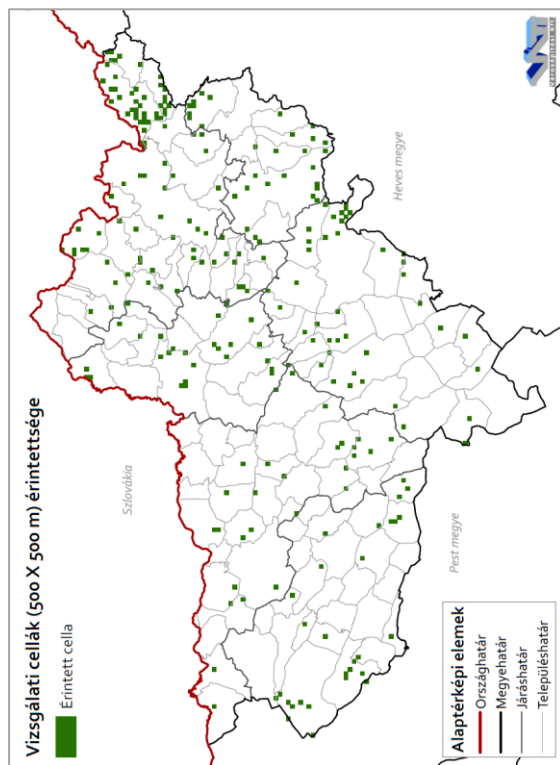 Vizsgálati cellák (500 X 500 m) érintettsége
Érintett cella
Szlovákia
Heves megye
Pest megye
Alaptérképi elemek
Országhatár
Megyehatár
Járáshatár
Településhatár